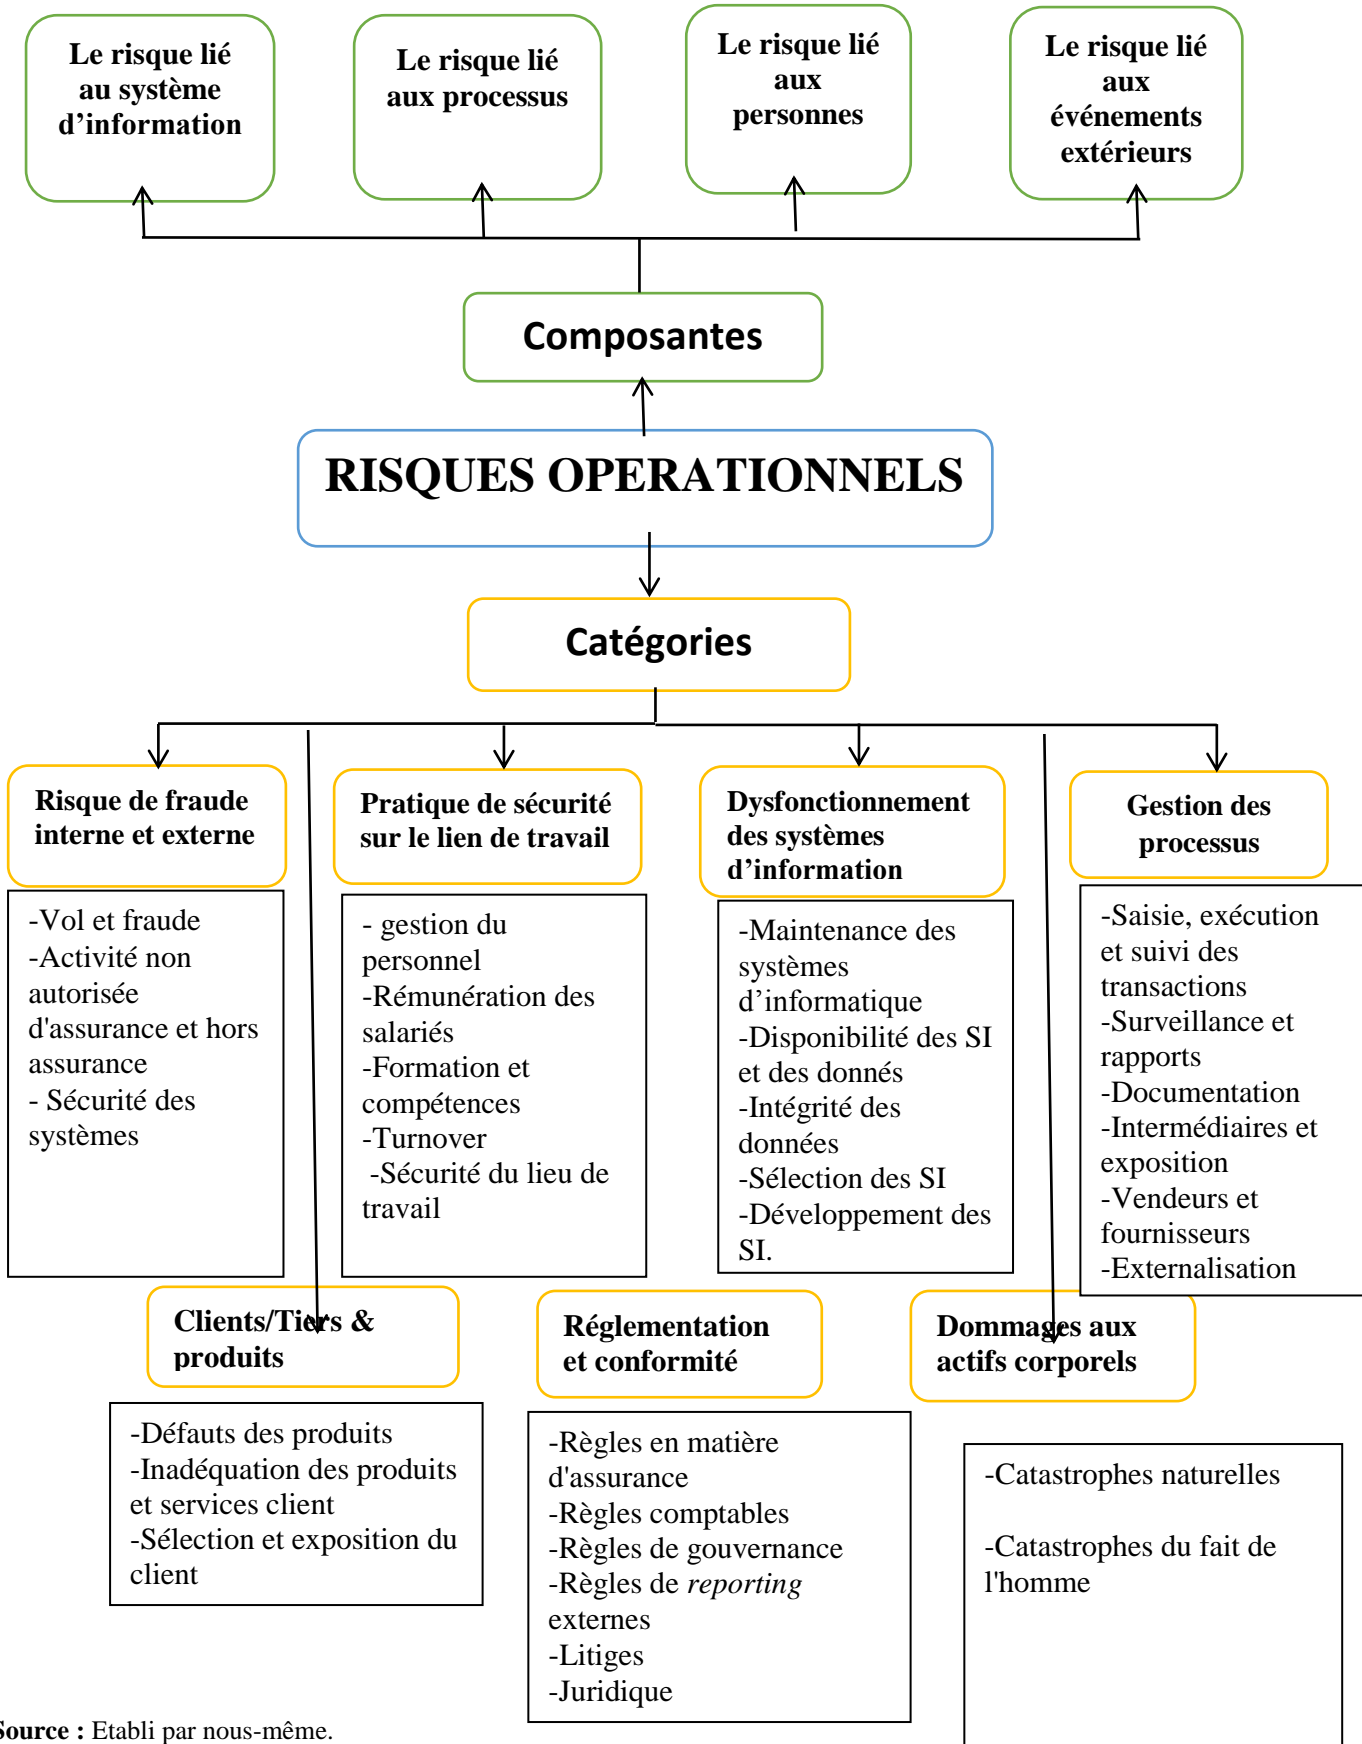 Le risque lié
au système
d’information
Le risque lié
aux processus
Le risque lié
aux
personnes
Le risque lié
aux
événements
extérieurs
Composantes
RISQUES OPERATIONNELS
Catégories
Risque de fraude
interne et externe
Pratique de sécurité
sur le lien de travail
Dysfonctionnement
des systèmes
d’information
Gestion des
processus
-Vol et fraude
-Activité non
autorisée
d'assurance et hors
assurance
- Sécurité des
systèmes
- gestion du
personnel
-Rémunération des
salariés
-Formation et
compétences
-Turnover
-Sécurité du lieu de
travail
-Maintenance des
systèmes
d’informatique
-Disponibilité des SI
et des donnés
-Intégrité des
données
-Sélection des SI
-Développement des
SI.
-Saisie, exécution
et suivi des
transactions
-Surveillance et
rapports
-Documentation
-Intermédiaires et
exposition
-Vendeurs et
fournisseurs
-Externalisation
Clients/Tiers &
produits
Réglementation
et conformité
Dommages aux
actifs corporels
-Défauts des produits
-Inadéquation des produits
et services client
-Sélection et exposition du
client
-Règles en matière
d'assurance
-Règles comptables
-Règles de gouvernance
-Règles de reporting
externes
-Litiges
-Juridique
-Catastrophes naturelles
-Catastrophes du fait de
l'homme
Source : Etabli par nous-même.